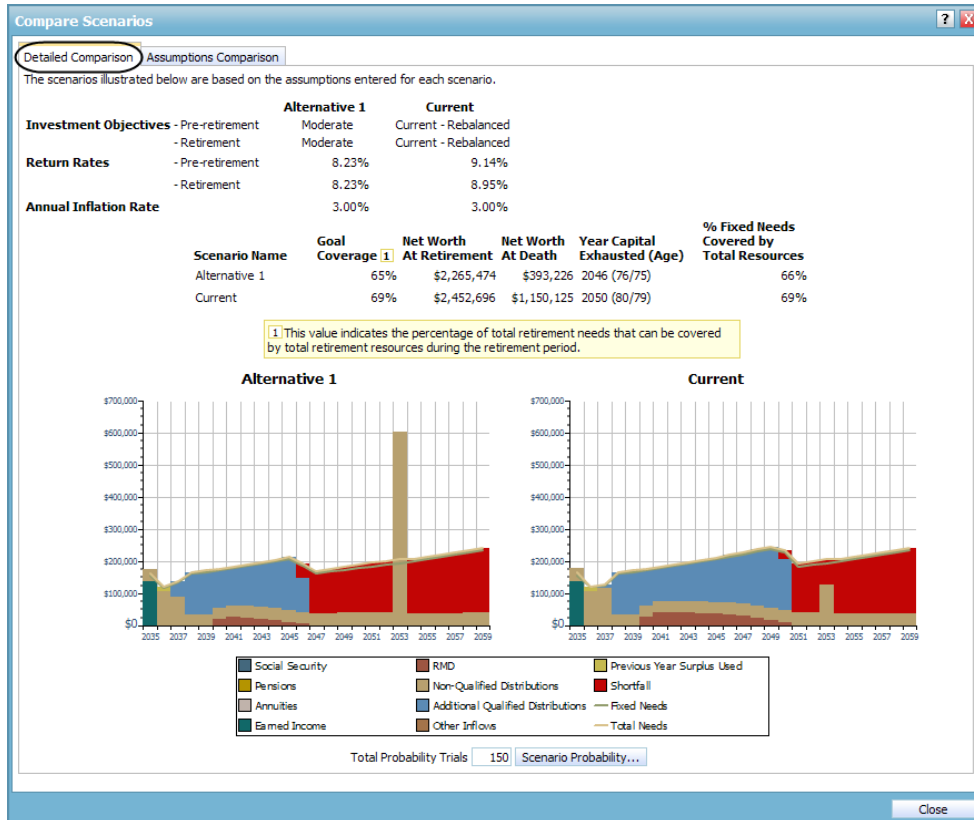 Compare Scenarios
? X
Detailed Comparison Assumptions Comparison
The scenarios illustrated below are based on the assumptions entered for each scenario.
Alternative 1 Current
Investment Objectives - Pre-retirement Moderate Current - Rebalanced
- Retirement Moderate Current - Rebalanced
Return Rates - Pre-retirement 8.23% 9.14%
- Retirement 8.23% 8.95%
Annual Inflation Rate 3.00% 3.00%
% Fixed Needs
Goal Net Worth Net Worth Year Capital Covered by
Scenario Name Coverage 1 At Retirement At Death Exhausted (Age) Total Resources
Alternative 1 65% $2,265,474 $393,226 2046 (76/75) 66%
Current 69% $2,452,696 $1,150,125 2050 (80/79) 69%
1 This value indicates the percentage of total retirement needs that can be covered
by total retirement resources during the retirement period.
Alternative 1 Current
$700,000 $700,000
$600,000 $600,000
$500,000 $500,000
$400,000 $400,000
$300,000 $300,000
$200,000 $200,000
$100,000 $100,000
$0 $0
2035 2037 2039 2041 2043 2045 2047 2049 2051 2053 2055 2057 2059 2035 2037 2039 2041 2043 2045 2047 2049 2051 2053 2055 2057 2059
Social Security RMD Previous Year Surplus Used
Pensions Non-Qualified Distributions Shortfall
Annuities Additional Qualified Distributions Fixed Needs
Earned Income Other Inflows Total Needs
Total Probability Trials 150 Scenario Probability...
Close